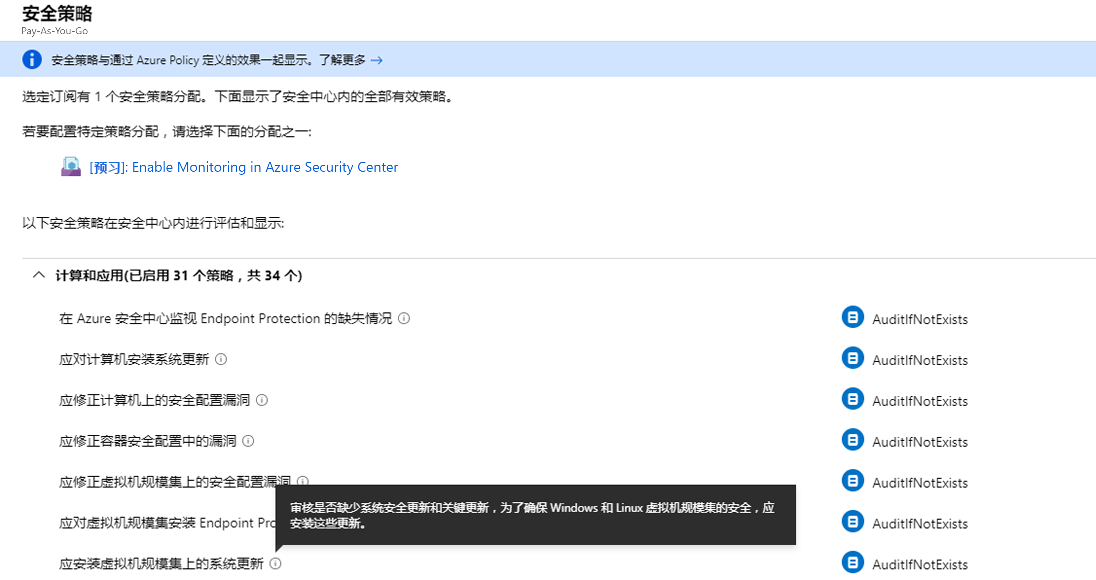 安全策略
Pay-As-You-Go
安全策略与通过 Azure Policy 定义的效果一起显示。了解更多 →
选定订阅有 1 个安全策略分配。下面显示了安全中心内的全部有效策略。
若要配置特定策略分配，请选择下面的分配之一:
[预习]: Enable Monitoring in Azure Security Center
以下安全策略在安全中心内进行评估和显示:
计算和应用(已启用 31 个策略，共 34 个)
在 Azure 安全中心监视 Endpoint Protection 的缺失情况 AuditIfNotExists
应对计算机安装系统更新 AuditIfNotExists
应修正计算机上的安全配置漏洞 AuditIfNotExists
应修正容器安全配置中的漏洞 AuditIfNotExists
应修正虚拟机规模集上的安全配置漏洞 AuditIfNotExists
审核是否缺少系统安全更新和关键更新，为了确保 Windows 和 Linux 虚拟机规模集的安全，应
安装这些更新。
应对虚拟机规模集安装 Endpoint Pro AuditIfNotExists
应安装虚拟机规模集上的系统更新 AuditIfNotExists